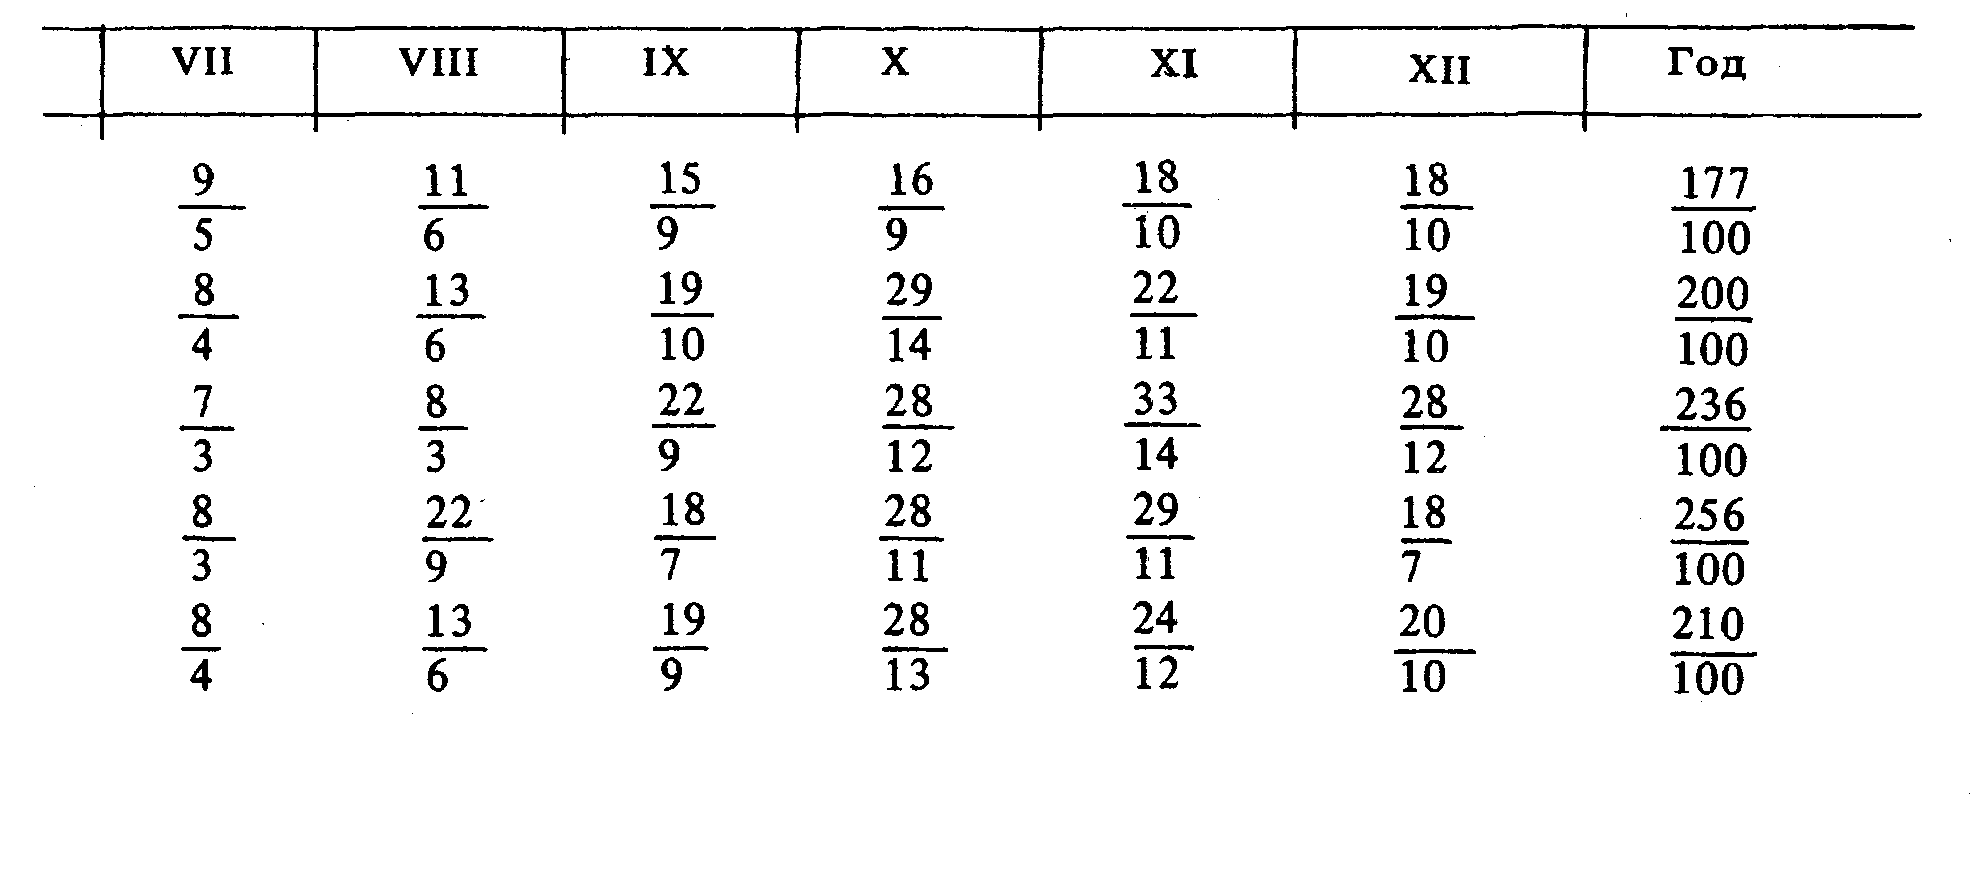 VII VIII IX X XI XII Год
9 11 15 16 18 18 177
5 6 9 9 10 10 100
8 13 19 29 22 19 200
4 6 10 14 11 10 100
7 8 22 28 33 28 236
3 3 9 12 14 12 100
8 22 18 28 29 18 256
3 9 7 11 11 7 100
8 13 19 28 24 20 210
4 6 9 13 12 10 100